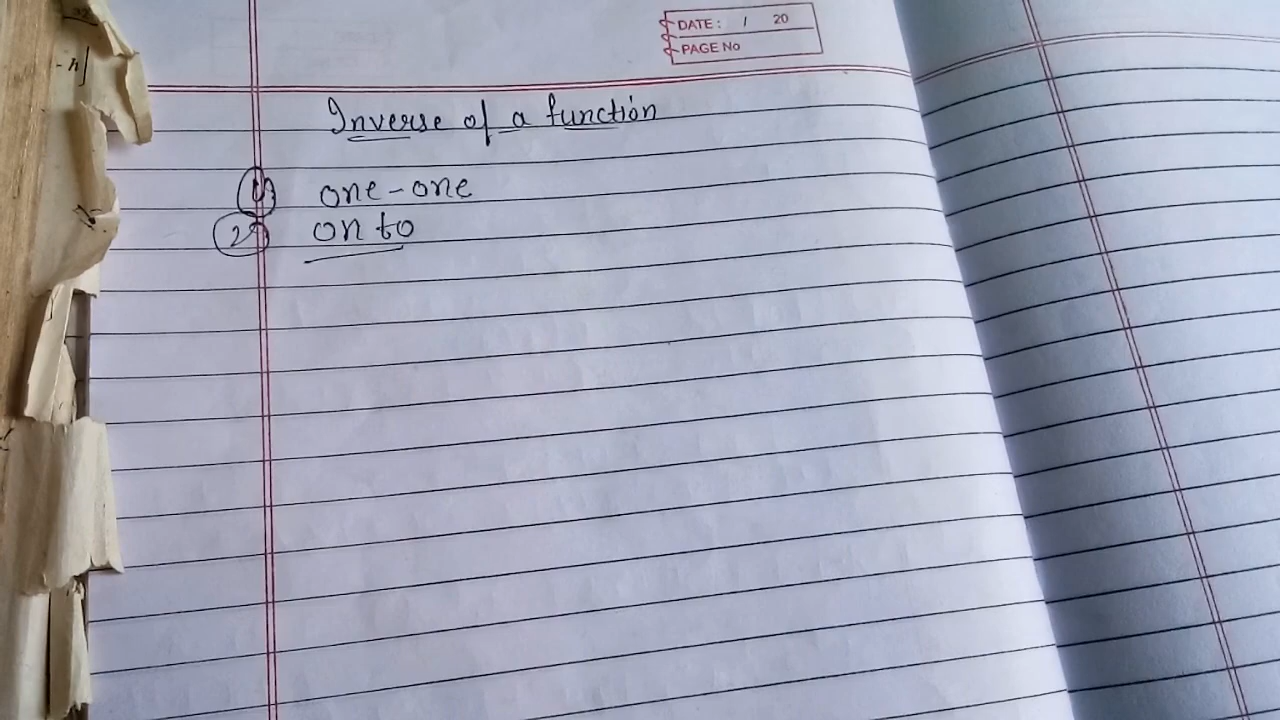 DATE: / 20
PAGE No
Inverse of a function
1) one-one
2) onto